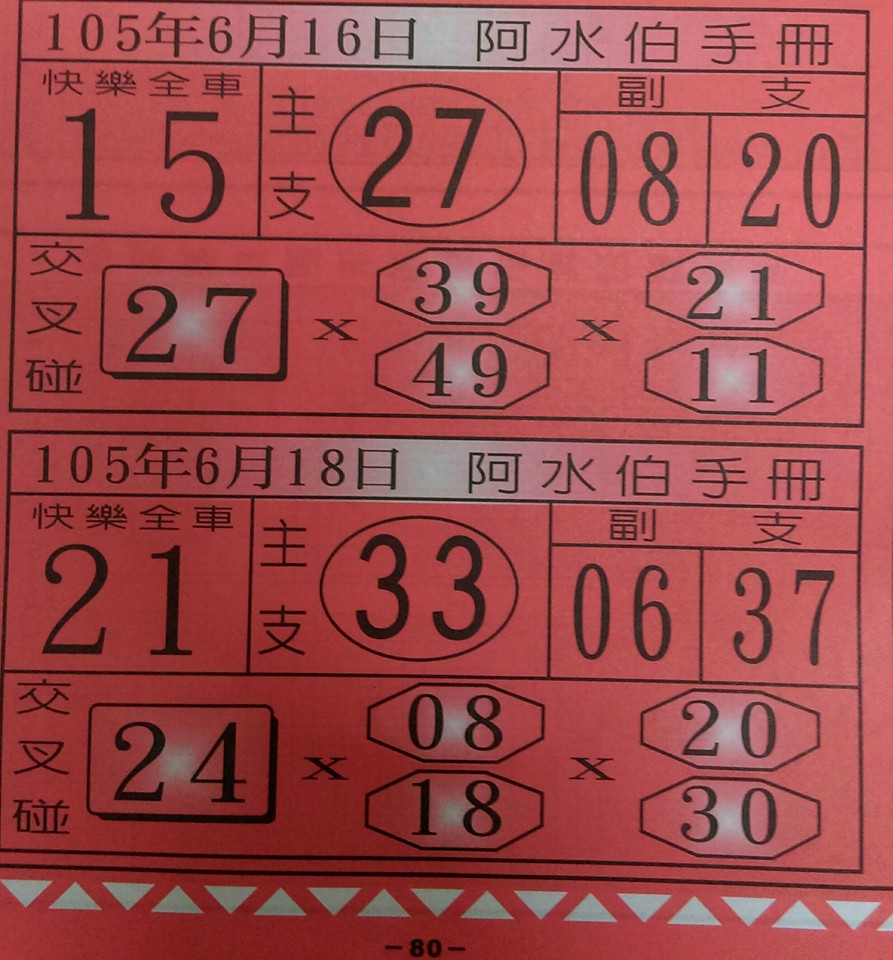 105年6月16日 阿水伯手冊
快樂全車 主支 副支
15 27 08 20
交叉碰 27 x 39 49 x 21 11
105年6月18日 阿水伯手冊
快樂全車 主支 副支
21 33 06 37
交叉碰 24 x 08 18 x 20 30
-80-